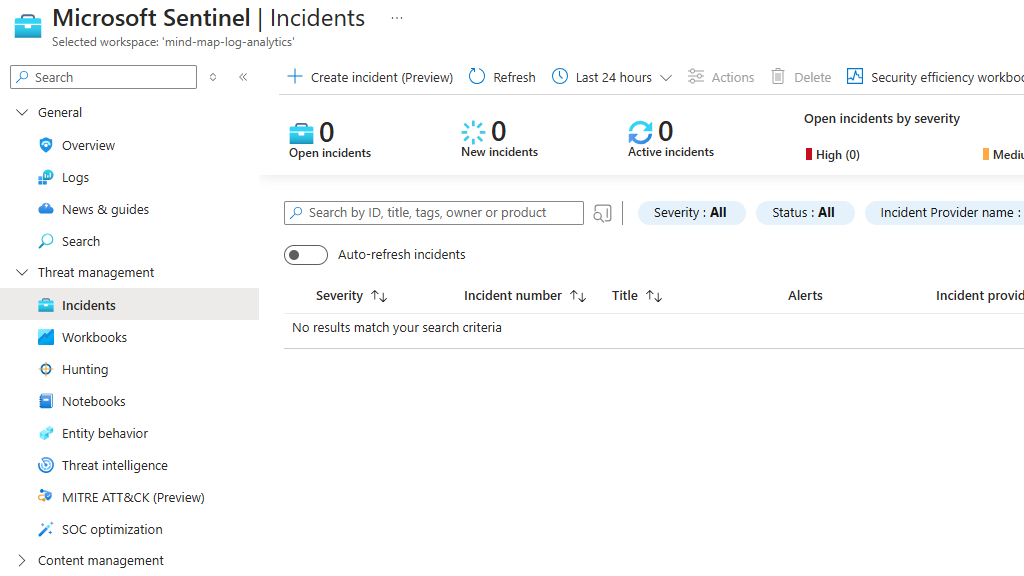 Microsoft Sentinel | Incidents ...
Selected workspace: 'mind-map-log-analytics'
Search
General
Overview
Logs
News & guides
Search
Threat management
Incidents
Workbooks
Hunting
Notebooks
Entity behavior
Threat intelligence
MITRE ATT&CK (Preview)
SOC optimization
Content management
Create incident (Preview) Refresh Last 24 hours Actions Delete Security efficiency workboo
0 Open incidents
0 New incidents
0 Active incidents
Open incidents by severity
High (0) Mediu
Search by ID, title, tags, owner or product Severity : All Status : All Incident Provider name :
Auto-refresh incidents
Severity Incident number Title Alerts Incident provid
No results match your search criteria